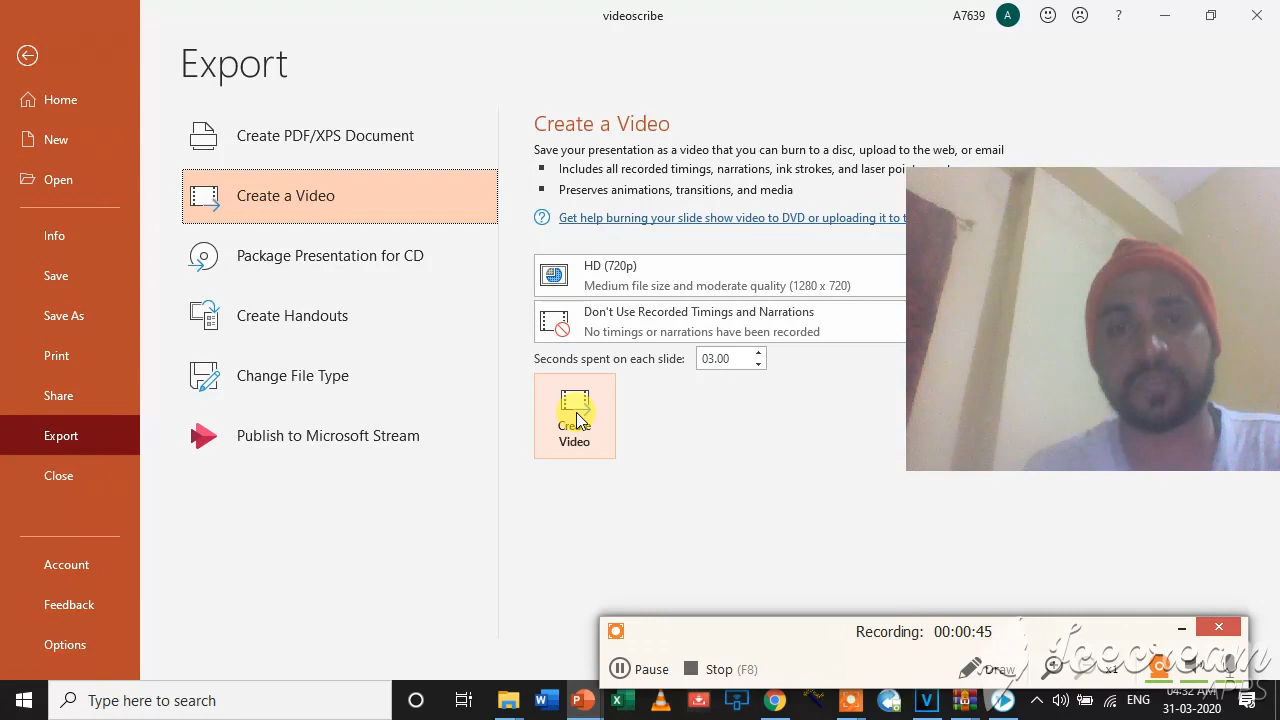 videoscribe
A7639
A
?
Export
Home
New
Open
Info
Save
Save As
Print
Share
Export
Close
Account
Feedback
Options
Create PDF/XPS Document
Create a Video
Package Presentation for CD
Create Handouts
Change File Type
Publish to Microsoft Stream
Create a Video
Save your presentation as a video that you can burn to a disc, upload to the web, or email
Includes all recorded timings, narrations, ink strokes, and laser
Preserves animations, transitions, and media
Get help burning your slide show video to DVD or uploading it to
HD (720p)
Medium file size and moderate quality (1280 x 720)
Don't Use Recorded Timings and Narrations
No timings or narrations have been recorded
Seconds spent on each slide: 03.00
Create
Video
Recording: 00:00:45
Pause
Stop (F8)
Draw
x1
Icecream
APPS
Type here to search
ENG
04:32 AM
31-03-2020